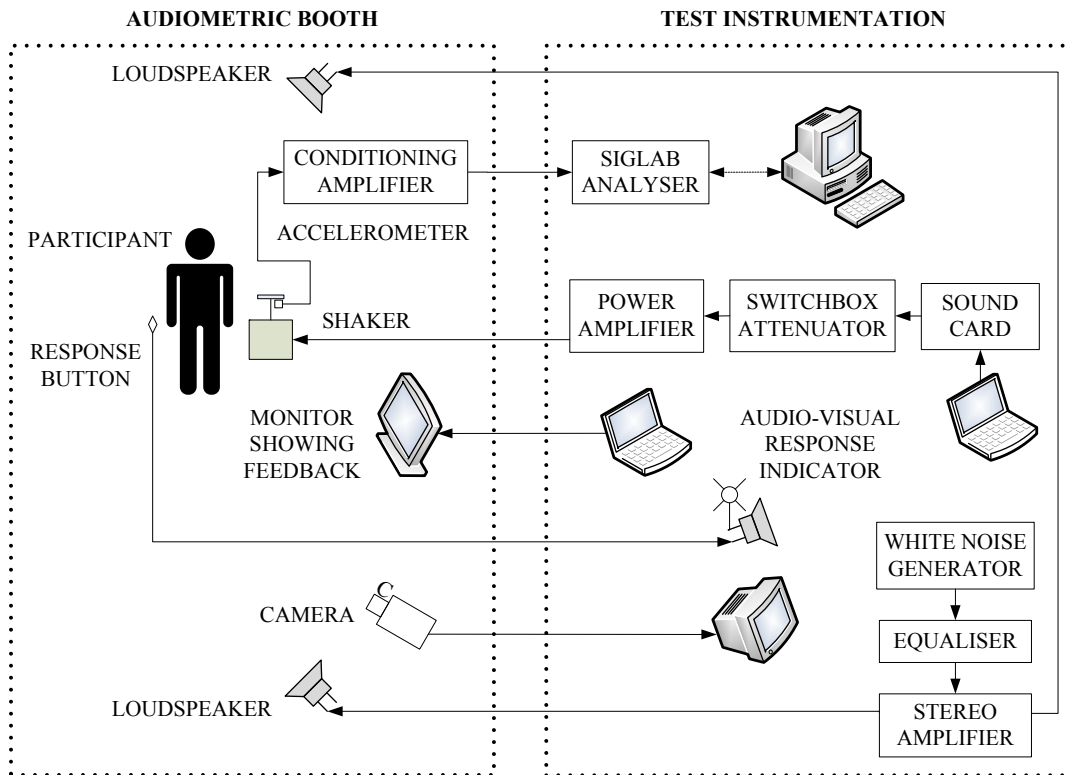 AUDIOMETRIC BOOTH
TEST INSTRUMENTATION
LOUDSPEAKER
CONDITIONING
AMPLIFIER
SIGLAB
ANALYSER
ACCELEROMETER
PARTICIPANT
SHAKER
POWER
AMPLIFIER
SWITCHBOX
ATTENUATOR
SOUND
CARD
RESPONSE
BUTTON
MONITOR
SHOWING
FEEDBACK
AUDIO-VISUAL
RESPONSE
INDICATOR
WHITE NOISE
GENERATOR
C
CAMERA
EQUALISER
LOUDSPEAKER
STEREO
AMPLIFIER